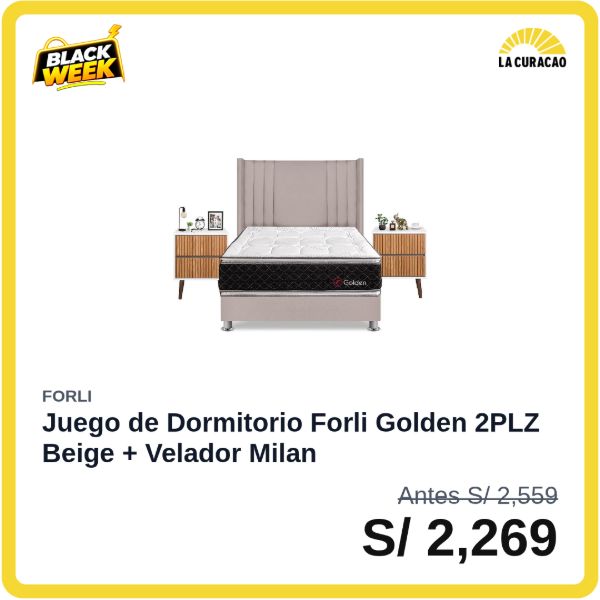 BLACK
WEEK
LA CURACAO
Golden
FORLI
Juego de Dormitorio Forli Golden 2PLZ
Beige + Velador Milan
Antes S/ 2,559
S/ 2,269